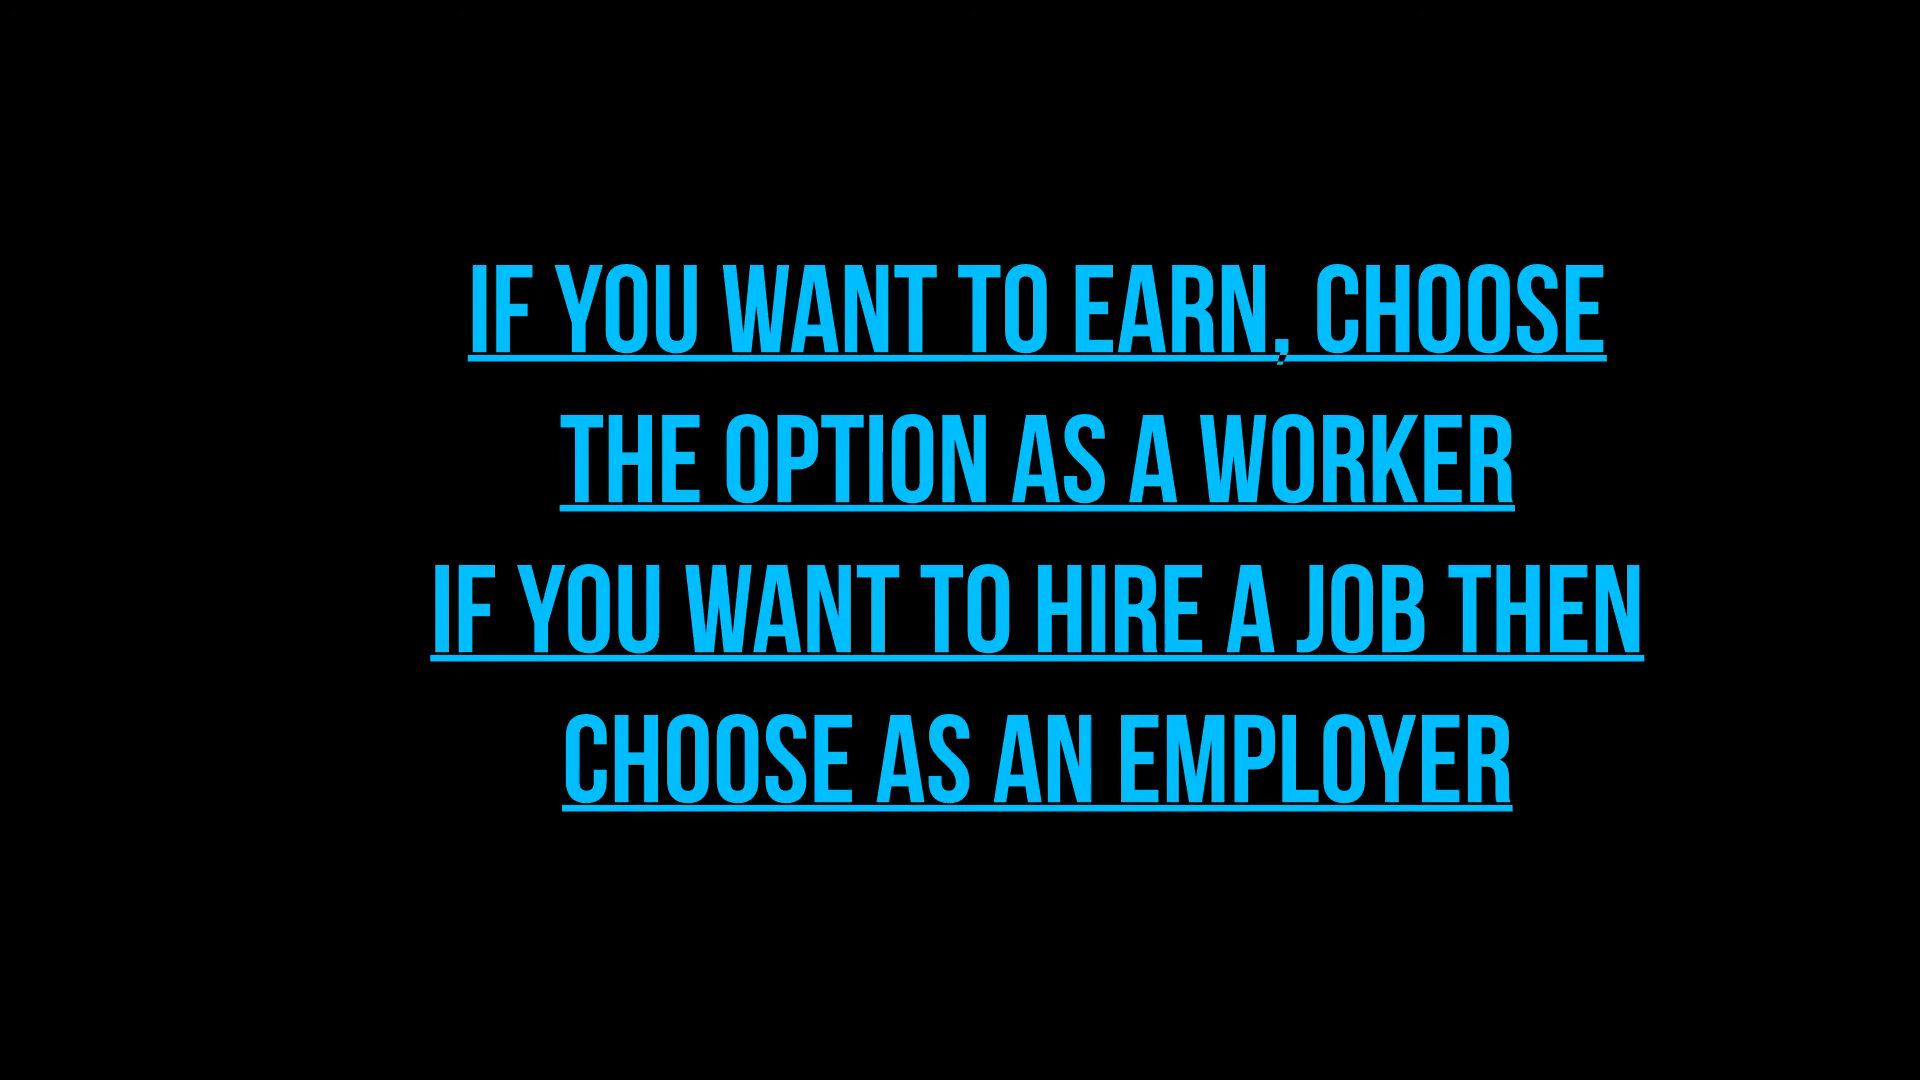 IF YOU WANT TO EARN, CHOOSE
THE OPTION AS A WORKER
IF YOU WANT TO HIRE A JOB THEN
CHOOSE AS AN EMPLOYER